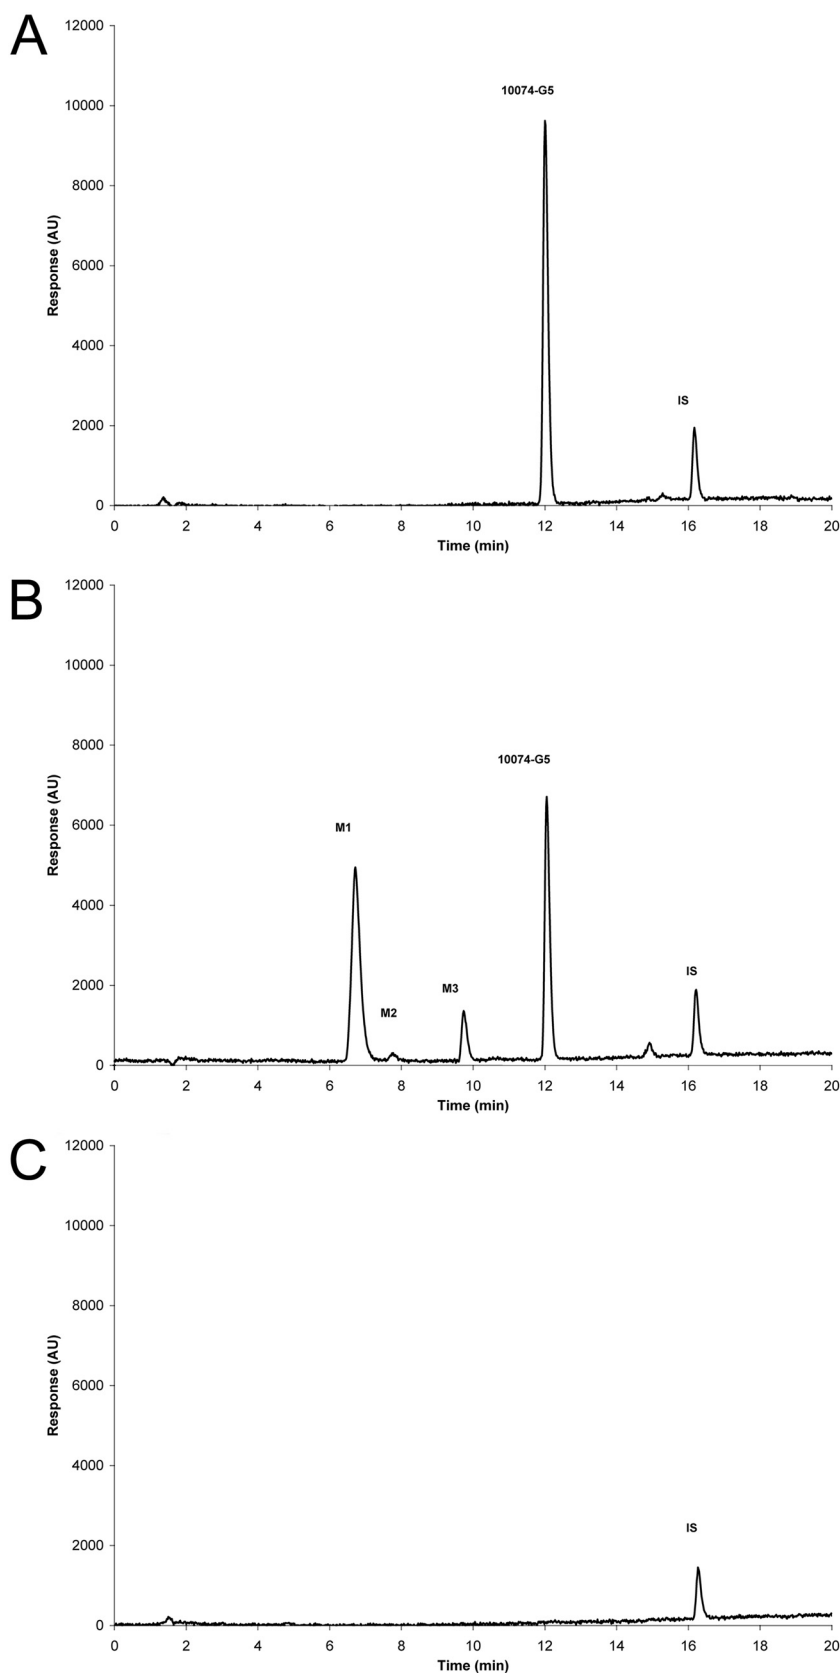 A
12000
10000
8000
6000
4000
2000
0
Response (AU)
10074-G5
IS
0 2 4 6 8 10 12 14 16 18 20
Time (min)
B
12000
10000
8000
6000
4000
2000
0
Response (AU)
M1
M2
M3
10074-G5
IS
0 2 4 6 8 10 12 14 16 18 20
Time (min)
C
12000
10000
8000
6000
4000
2000
0
Response (AU)
IS
0 2 4 6 8 10 12 14 16 18 20
Time (min)